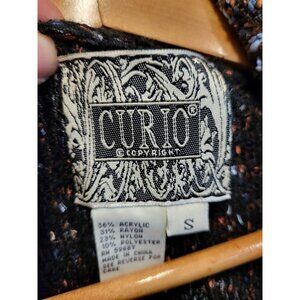 CURIO®
© COPYRIGHT
36% ACRYLIC
31% RAYON
23% NYLON
10% POLYESTER
RN 59887
MADE IN CHINA
SEE REVERSE FOR
CARE
S